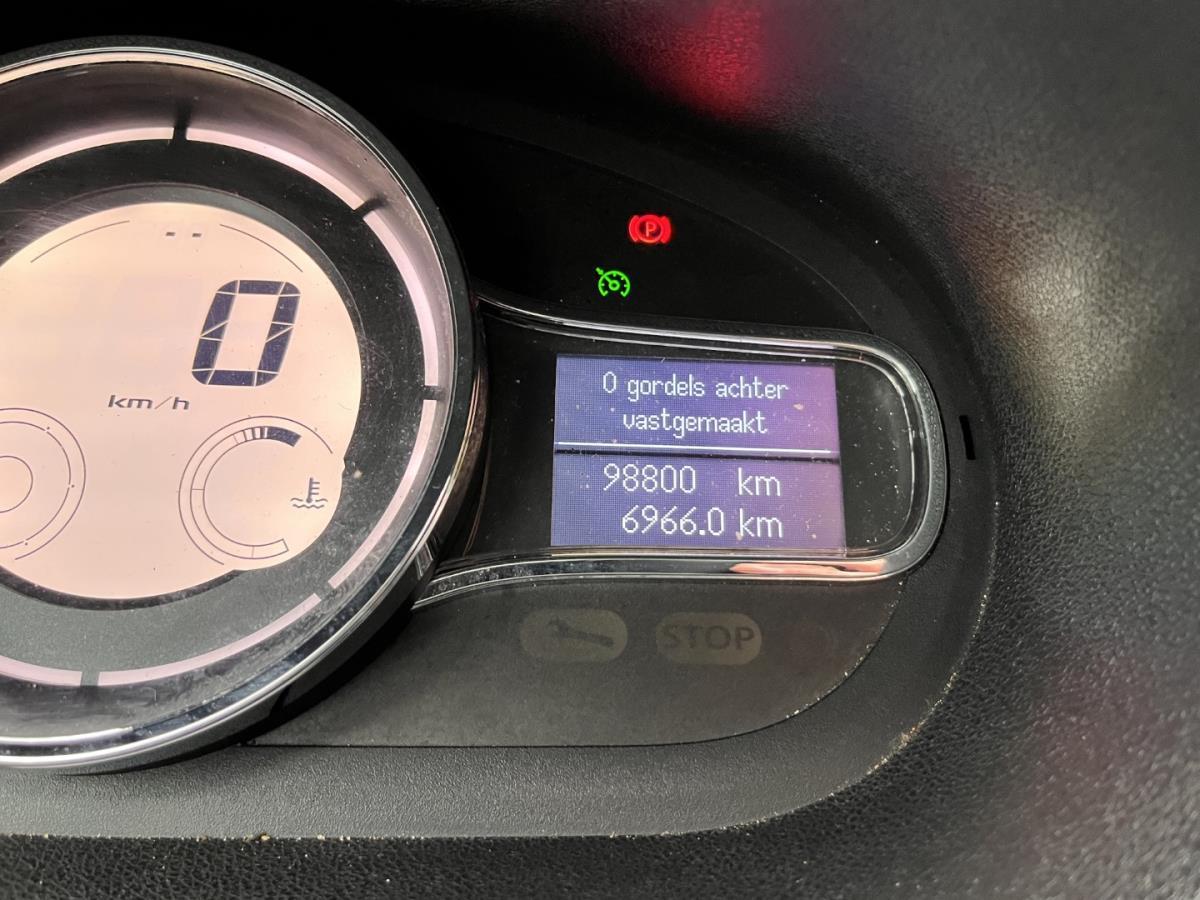 0
km/h
P
0 gordels achter
vastgemaakt
98800 km
6966.0 km
STOP